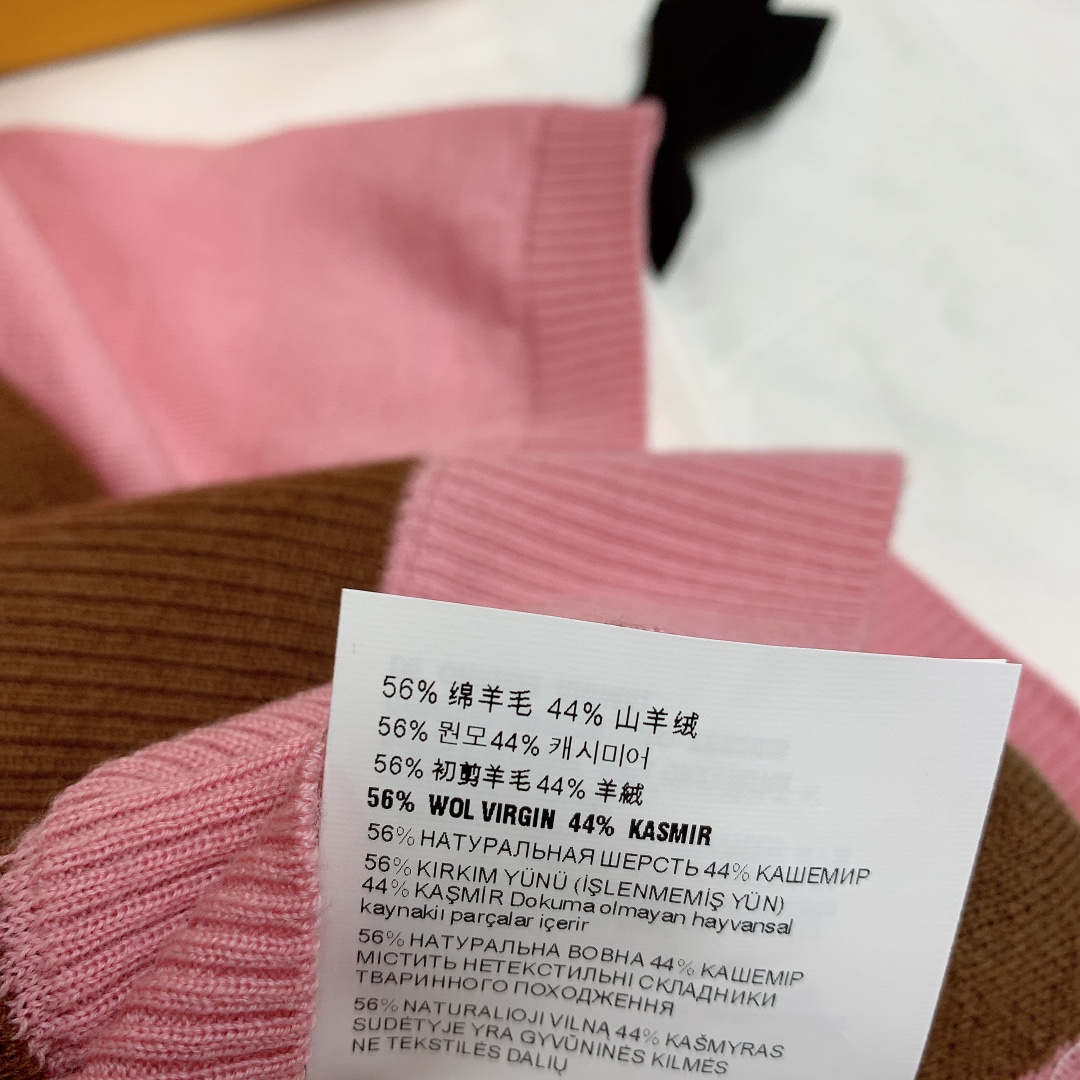 56% 绵羊毛 44% 山羊绒
56% 퀀모44% 캐시미어
56% 初剪羊毛44% 羊絨
56% WOL VIRGIN 44% KASMIR
56% НАТУРАЛЬНАЯ ШЕРСТЬ 44% КАШЕМИР
56% KIRKIM YÜNÜ (İŞLENMEMİŞ YÜN)
44% KAŞMİR Dokuma olmayan hayvansal
kaynakiı parçalar içerir
56% НАТУРАЛЬНА ВОВНА 44% КАШЕМІР
МІСТИТЬ НЕТЕКСТИЛЬНІ СКЛАДНИКИ
ТВАРИННОГО ПОХОДЖЕННЯ
56% NATURALIOJI VILNĄ 44% KAŠMYRAS
SUDĖTYJE YRA GYVŪNINĖS KILMĖS
NE TEKSTILĖS DALIŲ